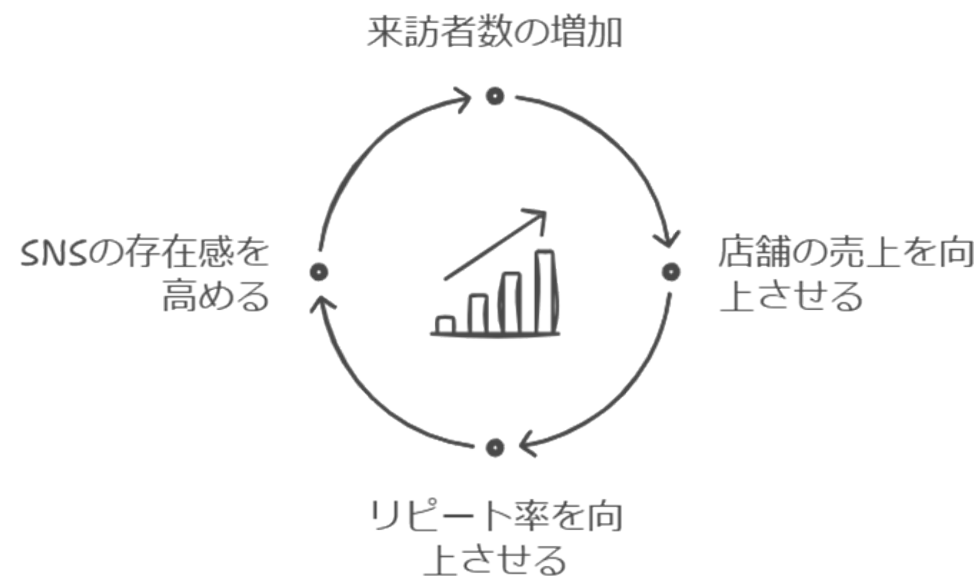 来訪者数の増加
SNSの存在感を
高める
店舗の売上を向
上させる
リピート率を向
上させる